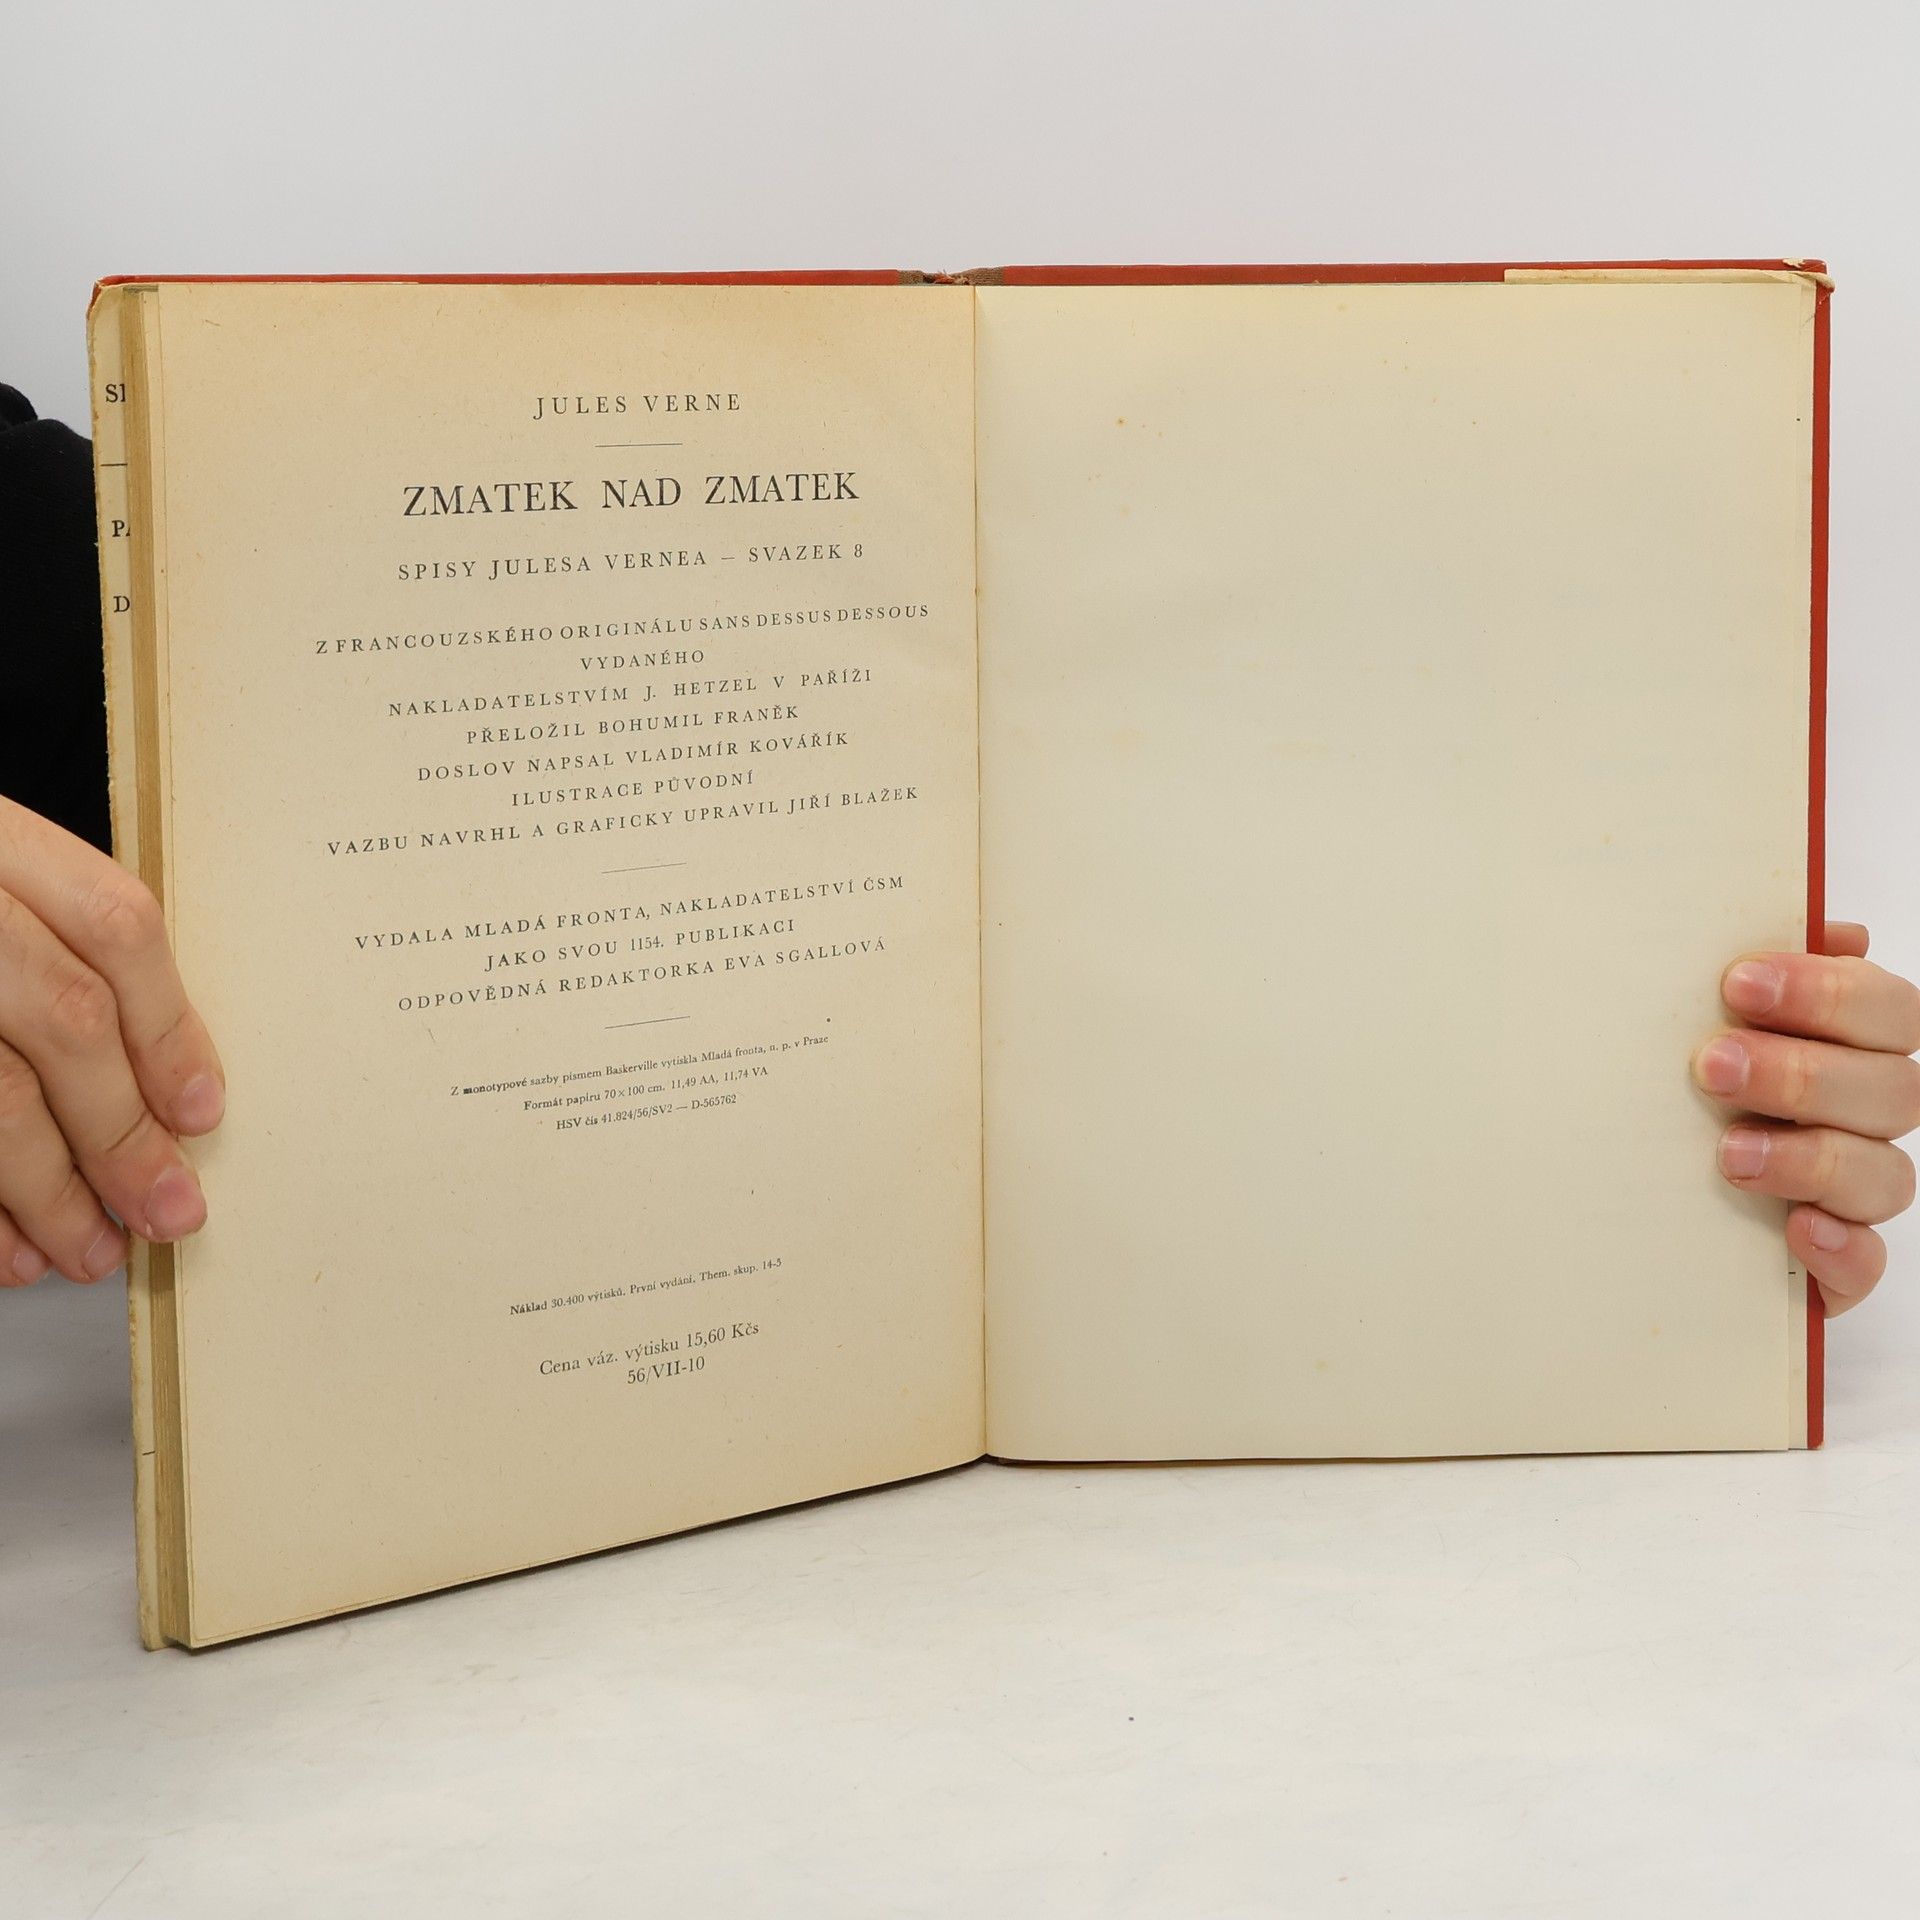 JULES VERNE
ZMATEK NAD ZMATEK
SPISY JULESA VERNEA – SVAZEK 8
Z FRANCOUZSKÉHO ORIGINÁLU SANS DESSUS DESSOUS
VYDANÉHO
NAKLADATELSTVÍM J. HETZEL V PAŘÍŽI
PŘELOŽIL BOHUMIL FRANĚK
DOSLOV NAPSAL VLADIMÍR KOVÁŘÍK
ILUSTRACE PŮVODNÍ
VAZBU NAVRHL A GRAFICKY UPRAVIL JIŘÍ BLAŽEK
VYDALA MLADÁ FRONTA, NAKLADATELSTVÍ ČSM
JAKO SVOU 1154. PUBLIKACI
ODPOVĚDNÁ REDAKTORKA EVA SGALLOVÁ
Z monotypové sazby písmem Baskerville vytiskla Mladá fronta, n. p. v Praze
Formát papíru 70 × 100 cm. 11,49 AA, 11,74 VA
HSV čís 41.824/56/SV2 — D-565762
Náklad 30.400 výtisků. První vydání. Them. skup. 14-5
Cena váz. výtisku 15,60 Kčs
56/VII-10